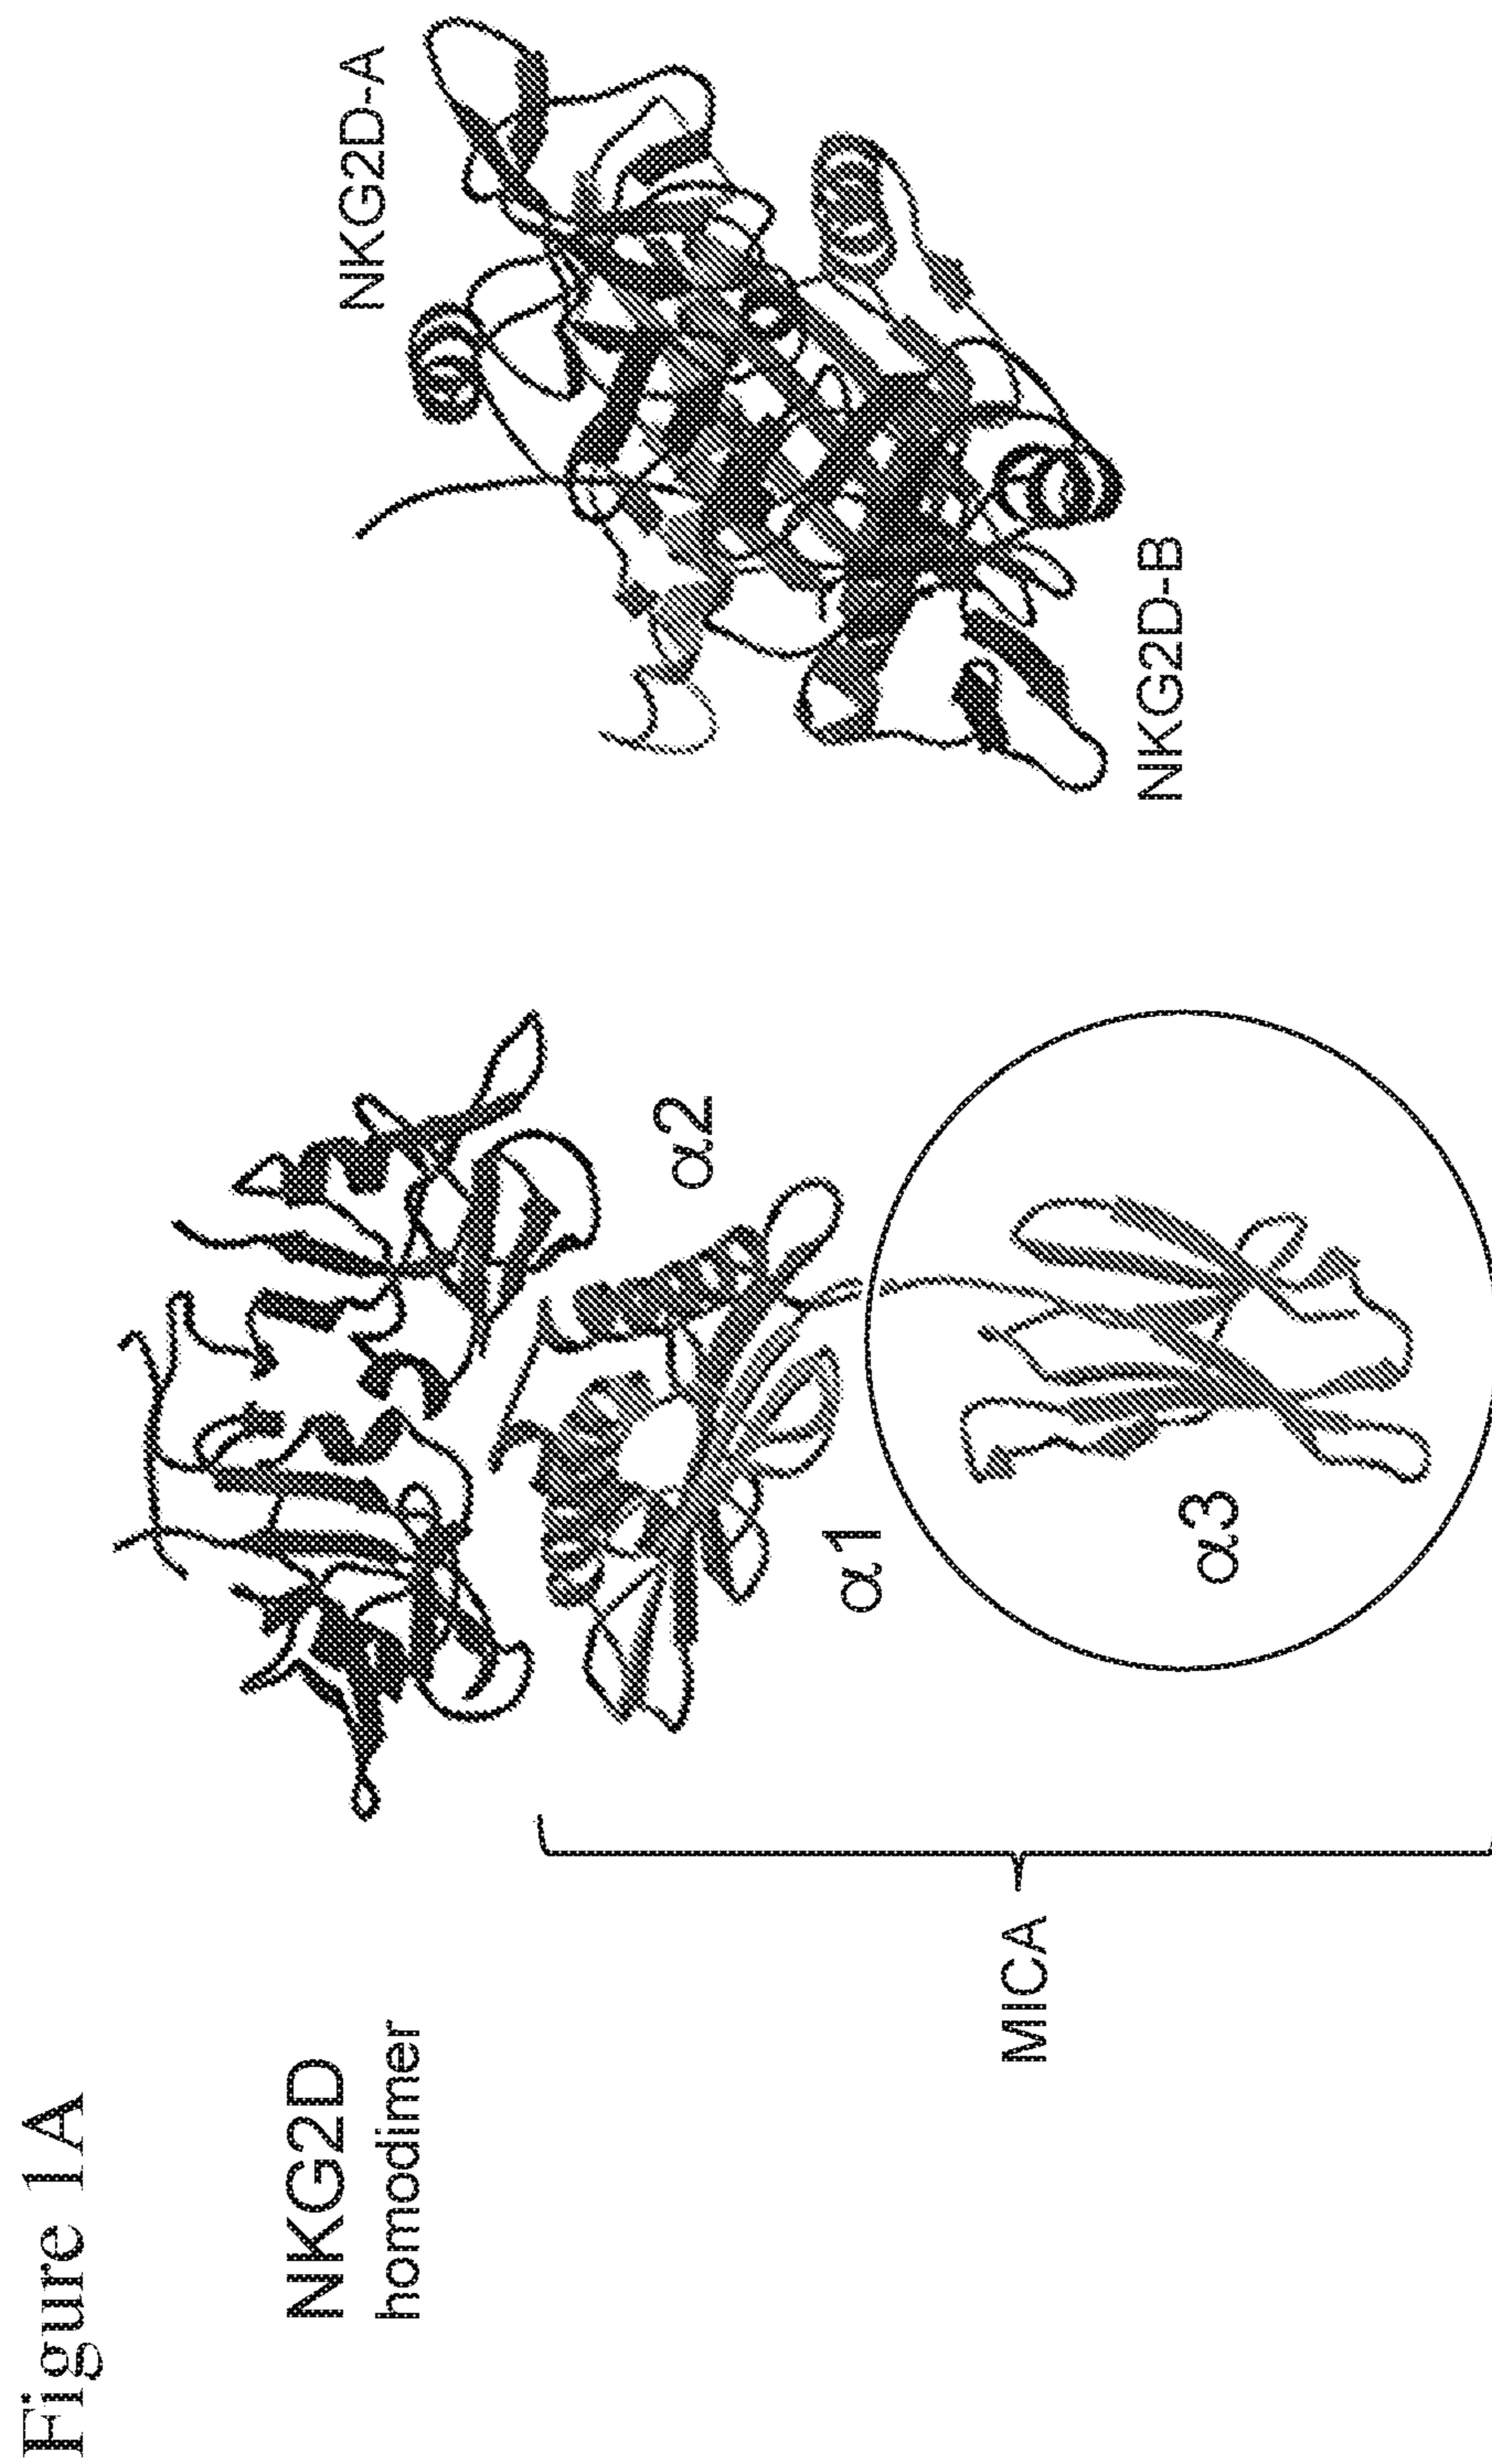 Figure 1A
NKG2D
homodimer
MICA
α1
α2
α3
NKG2D-A
NKG2D-B